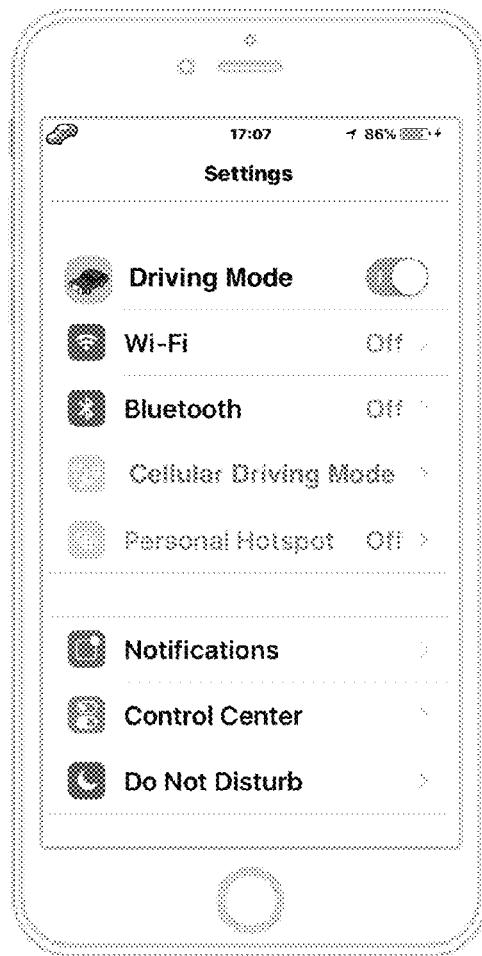 17:07 86%
Settings
Driving Mode
Wi-Fi Off
Bluetooth Off
Cellular Driving Mode
Personal Hotspot Off
Notifications
Control Center
Do Not Disturb